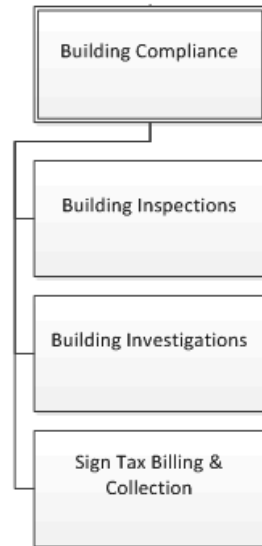 Building Compliance
Building Inspections
Building Investigations
Sign Tax Billing &
Collection